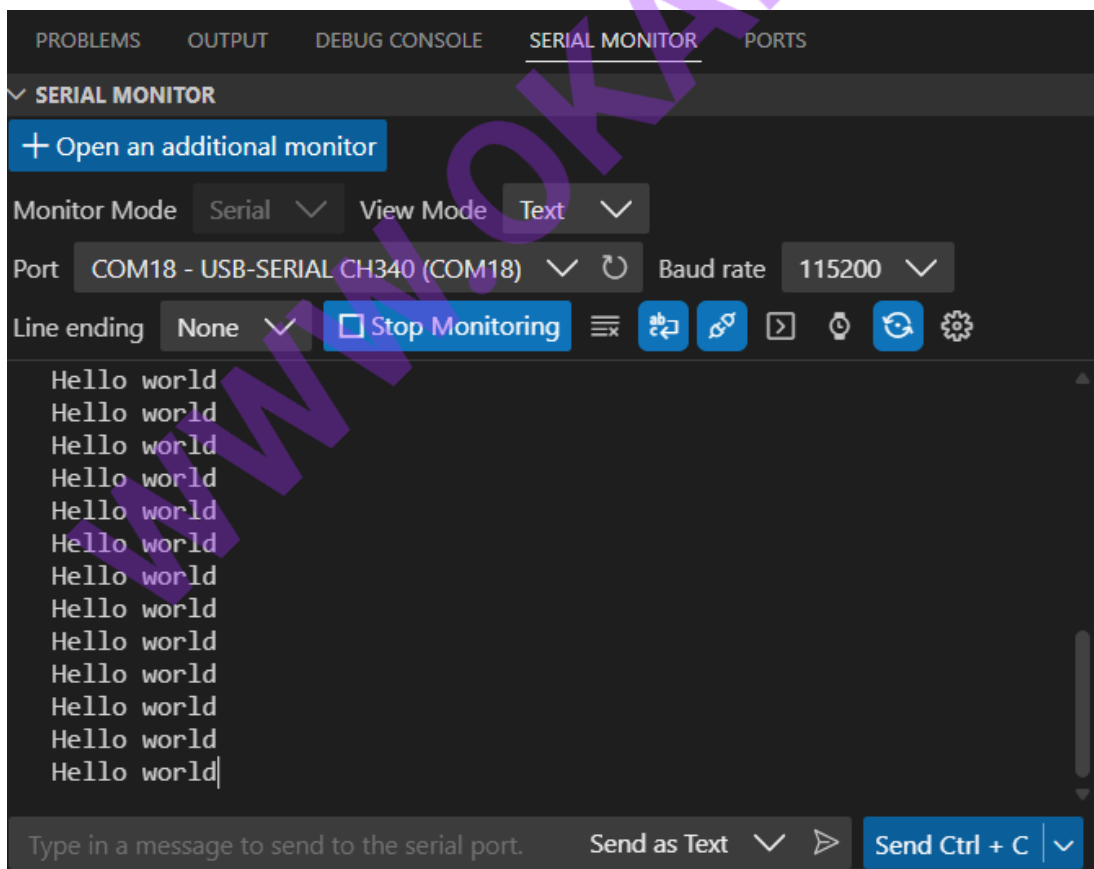 PROBLEMS OUTPUT DEBUG CONSOLE SERIAL MONITOR PORTS
SERIAL MONITOR
+ Open an additional monitor
Monitor Mode Serial View Mode Text
Port COM18 - USB-SERIAL CH340 (COM18) Baud rate 115200
Line ending None Stop Monitoring
Hello world
Hello world
Hello world
Hello world
Hello world
Hello world
Hello world
Hello world
Hello world
Hello world
Hello world
Hello world
Hello world
Type in a message to send to the serial port. Send as Text Send Ctrl + C
WWW.OKA